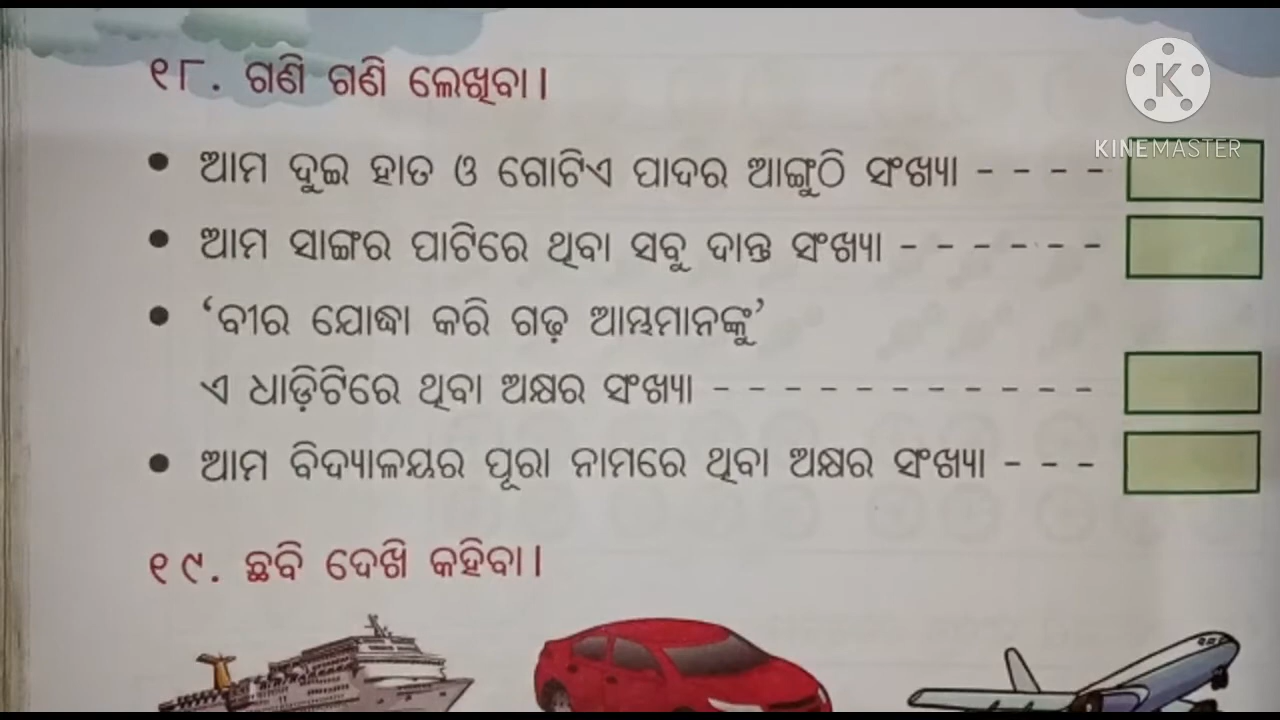 ୧୮. ଗଣି ଗଣି ଲେଖିବା।
K
KINEMASTER
• ଆମ ଦୁଇ ହାତ ଓ ଗୋଟିଏ ପାଦର ଆଙ୍ଗୁଠି ସଂଖ୍ୟା - - - -
• ଆମ ସାଙ୍ଗର ପାଟିରେ ଥିବା ସବୁ ଦାନ୍ତ ସଂଖ୍ୟା - - - - - -
• ‘ବୀର ଯୋଦ୍ଧା କରି ଗଢ଼ ଆମ୍ଭମାନଙ୍କୁ’
ଏ ଧାଡ଼ିଟିରେ ଥିବା ଅକ୍ଷର ସଂଖ୍ୟା - - - - - - - - - - -
• ଆମ ବିଦ୍ୟାଳୟର ପୂରା ନାମରେ ଥିବା ଅକ୍ଷର ସଂଖ୍ୟା - - -
୧୯. ଛବି ଦେଖି କହିବା।